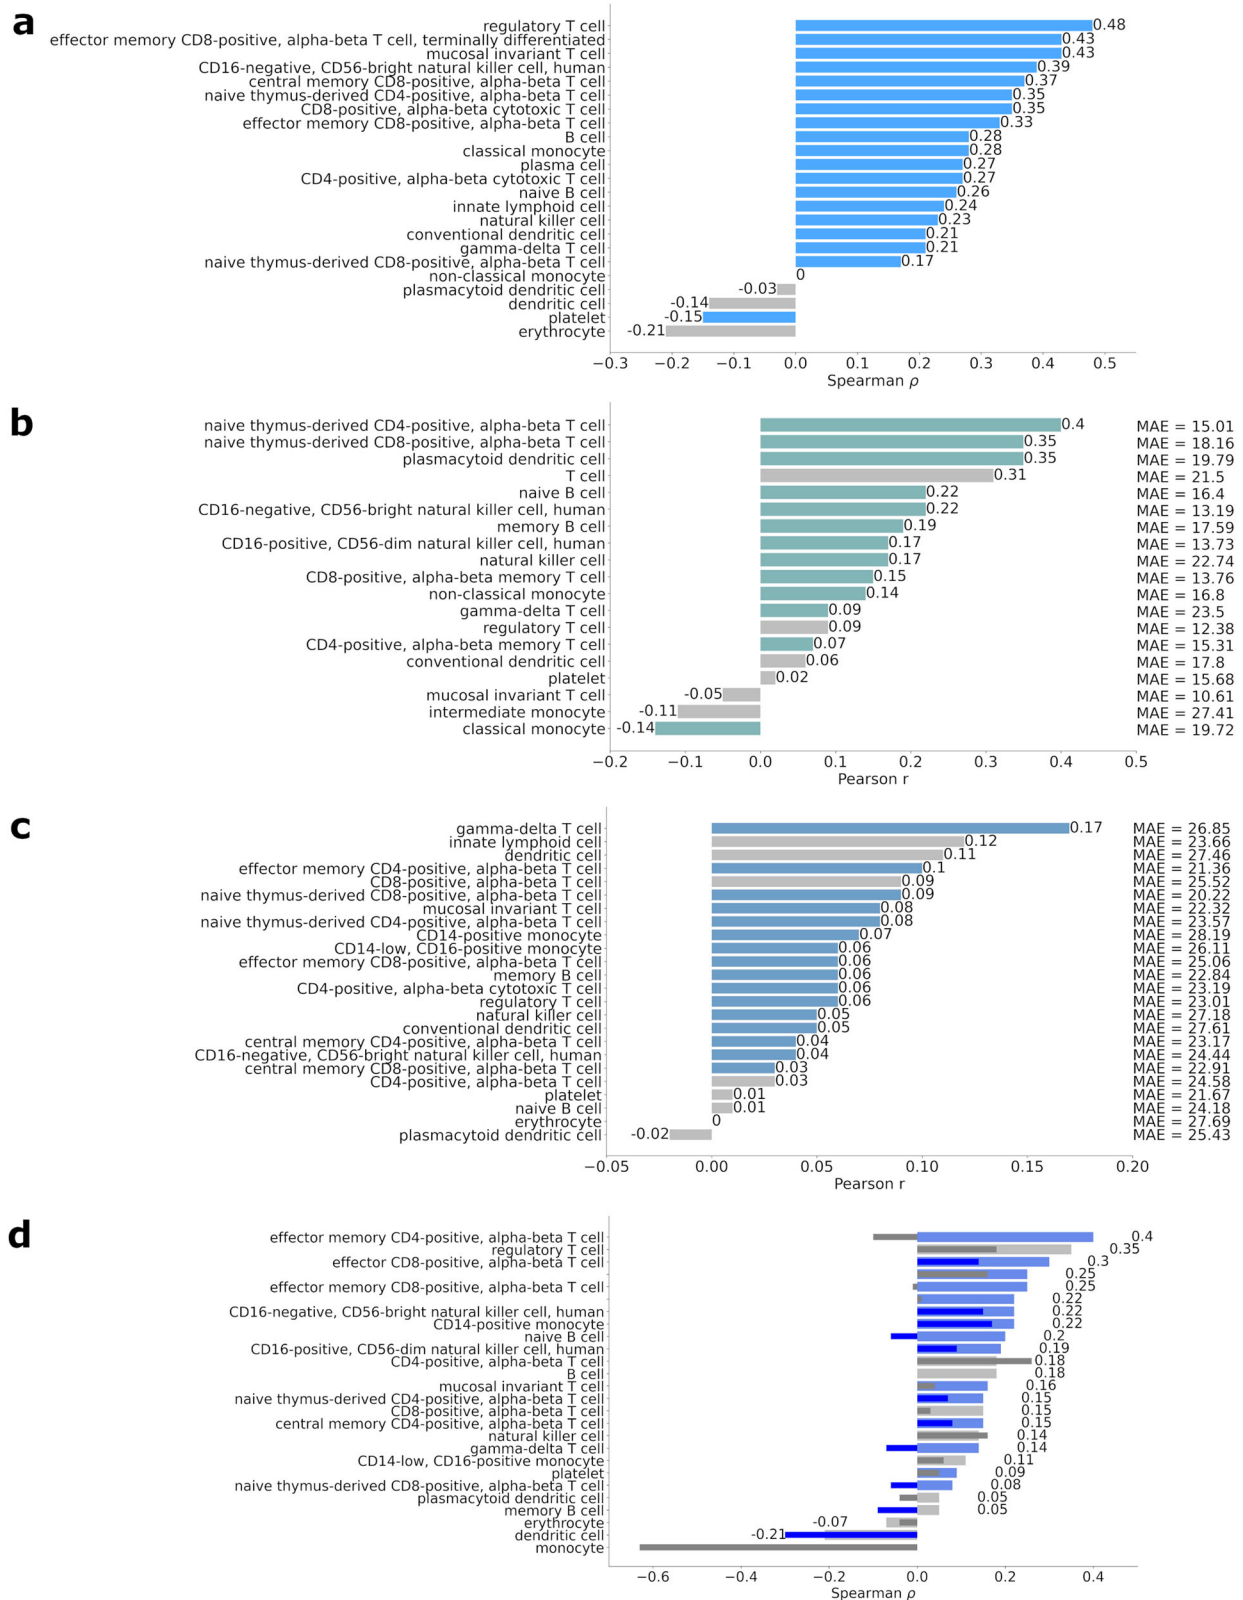 a
regulatory T cell 0.48
effector memory CD8-positive, alpha-beta T cell, terminally differentiated 0.43
mucosal invariant T cell 0.43
CD16-negative, CD56-bright natural killer cell, human 0.39
central memory CD8-positive, alpha-beta T cell 0.37
naive thymus-derived CD4-positive, alpha-beta T cell 0.35
CD8-positive, alpha-beta cytotoxic T cell 0.35
effector memory CD8-positive, alpha-beta T cell 0.33
B cell 0.28
classical monocyte 0.28
plasma cell 0.27
CD4-positive, alpha-beta cytotoxic T cell 0.27
naive B cell 0.26
innate lymphoid cell 0.24
natural killer cell 0.23
conventional dendritic cell 0.21
gamma-delta T cell 0.21
naive thymus-derived CD8-positive, alpha-beta T cell 0.17
non-classical monocyte 0
plasmacytoid dendritic cell -0.03
dendritic cell -0.14
platelet -0.15
erythrocyte -0.21
−0.3 −0.2 −0.1 0.0 0.1 0.2 0.3 0.4 0.5
Spearman ρ
b
naive thymus-derived CD4-positive, alpha-beta T cell 0.4 MAE = 15.01
naive thymus-derived CD8-positive, alpha-beta T cell 0.35 MAE = 18.16
plasmacytoid dendritic cell 0.35 MAE = 19.79
T cell 0.31 MAE = 21.5
naive B cell 0.22 MAE = 16.4
CD16-negative, CD56-bright natural killer cell, human 0.22 MAE = 13.19
memory B cell 0.19 MAE = 17.59
CD16-positive, CD56-dim natural killer cell, human 0.17 MAE = 13.73
natural killer cell 0.17 MAE = 22.74
CD8-positive, alpha-beta memory T cell 0.15 MAE = 13.76
non-classical monocyte 0.14 MAE = 16.8
gamma-delta T cell 0.09 MAE = 23.5
regulatory T cell 0.09 MAE = 12.38
CD4-positive, alpha-beta memory T cell 0.07 MAE = 15.31
conventional dendritic cell 0.06 MAE = 17.8
platelet 0.02 MAE = 15.68
mucosal invariant T cell -0.05 MAE = 10.61
intermediate monocyte -0.11 MAE = 27.41
classical monocyte -0.14 MAE = 19.72
−0.2 −0.1 0.0 0.1 0.2 0.3 0.4 0.5
Pearson r
c
gamma-delta T cell 0.17 MAE = 26.85
innate lymphoid cell 0.12 MAE = 23.66
dendritic cell 0.11 MAE = 27.46
effector memory CD4-positive, alpha-beta T cell 0.1 MAE = 21.36
CD8-positive, alpha-beta T cell 0.09 MAE = 25.52
naive thymus-derived CD8-positive, alpha-beta T cell 0.09 MAE = 20.22
mucosal invariant T cell 0.08 MAE = 22.32
naive thymus-derived CD4-positive, alpha-beta T cell 0.08 MAE = 23.57
CD14-positive monocyte 0.07 MAE = 28.19
CD14-low, CD16-positive monocyte 0.06 MAE = 26.11
effector memory CD8-positive, alpha-beta T cell 0.06 MAE = 25.06
memory B cell 0.06 MAE = 22.84
CD4-positive, alpha-beta cytotoxic T cell 0.06 MAE = 23.19
regulatory T cell 0.06 MAE = 23.01
natural killer cell 0.05 MAE = 27.18
conventional dendritic cell 0.05 MAE = 27.61
central memory CD4-positive, alpha-beta T cell 0.04 MAE = 23.17
CD16-negative, CD56-bright natural killer cell, human 0.04 MAE = 24.44
central memory CD8-positive, alpha-beta T cell 0.03 MAE = 22.91
CD4-positive, alpha-beta T cell 0.03 MAE = 24.58
platelet 0.01 MAE = 21.67
naive B cell 0.01 MAE = 24.18
erythrocyte 0 MAE = 27.69
plasmacytoid dendritic cell -0.02 MAE = 25.43
−0.05 0.00 0.05 0.10 0.15 0.20
Pearson r
d
effector memory CD4-positive, alpha-beta T cell 0.4
regulatory T cell 0.35
effector CD8-positive, alpha-beta T cell 0.3
0.25
effector memory CD8-positive, alpha-beta T cell 0.25
0.22
CD16-negative, CD56-bright natural killer cell, human 0.22
CD14-positive monocyte 0.22
naive B cell 0.2
CD16-positive, CD56-dim natural killer cell, human 0.19
CD4-positive, alpha-beta T cell 0.18
B cell 0.18
mucosal invariant T cell 0.16
naive thymus-derived CD4-positive, alpha-beta T cell 0.15
CD8-positive, alpha-beta T cell 0.15
central memory CD4-positive, alpha-beta T cell 0.15
natural killer cell 0.14
gamma-delta T cell 0.14
CD14-low, CD16-positive monocyte 0.11
platelet 0.09
naive thymus-derived CD8-positive, alpha-beta T cell 0.08
plasmacytoid dendritic cell 0.05
memory B cell 0.05
erythrocyte -0.07
dendritic cell -0.21
monocyte
−0.6 −0.4 −0.2 0.0 0.2 0.4
Spearman ρ